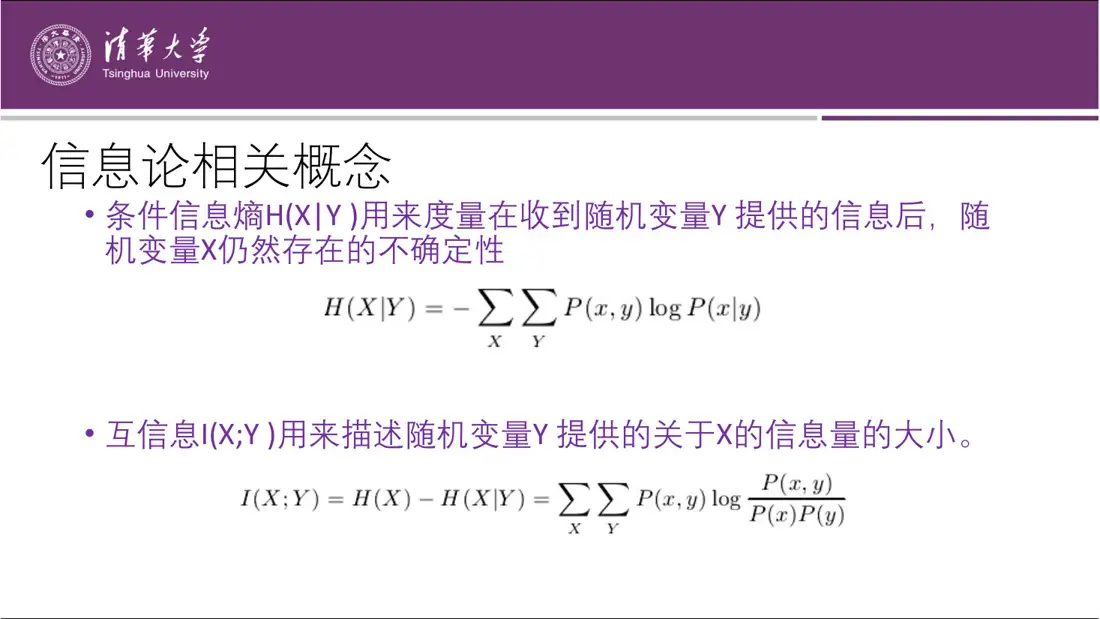 清华大学
Tsinghua University
信息论相关概念
• 条件信息熵H(X|Y )用来度量在收到随机变量Y 提供的信息后，随
机变量X仍然存在的不确定性
H(X|Y) = − ∑_X ∑_Y P(x, y) log P(x|y)
• 互信息I(X;Y )用来描述随机变量Y 提供的关于X的信息量的大小。
I(X; Y) = H(X) − H(X|Y) = ∑_X ∑_Y P(x, y) log P(x, y) / P(x)P(y)